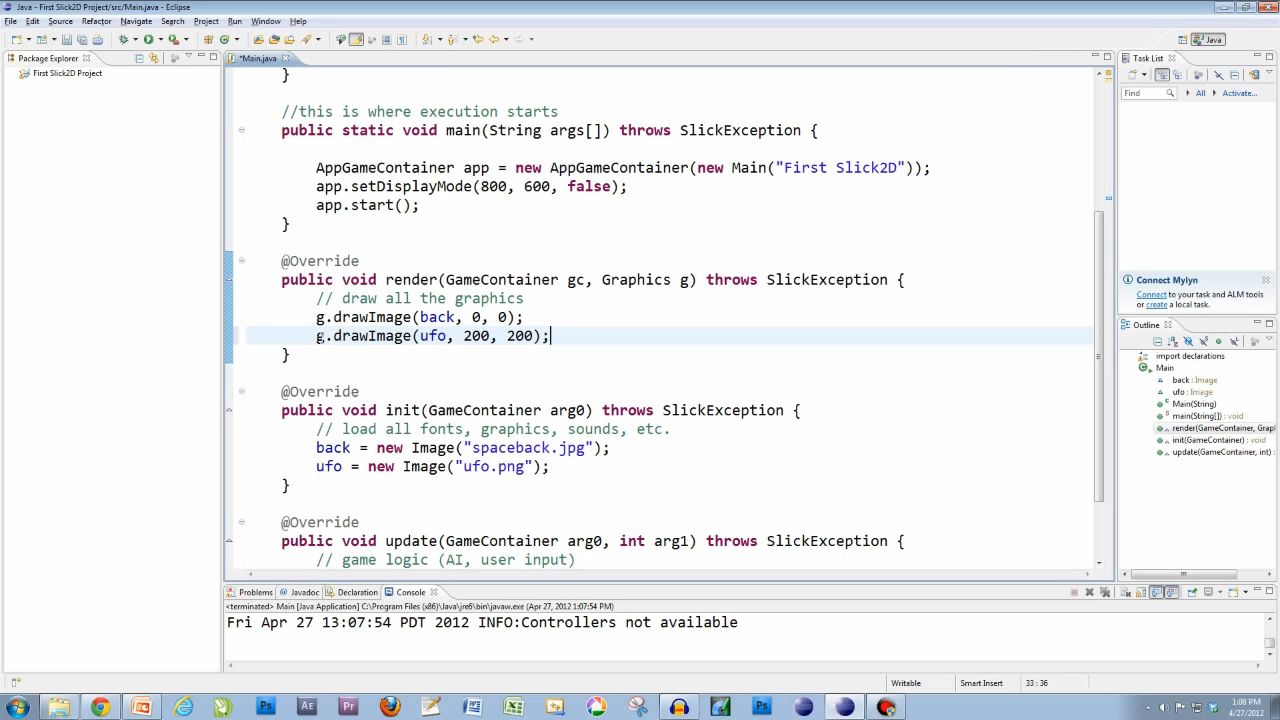 Java - First Slick2D Project/src/Main.java - Eclipse
File Edit Source Refactor Navigate Search Project Run Window Help
Java
Package Explorer
First Slick2D Project
*Main.java
}
//this is where execution starts
public static void main(String args[]) throws SlickException {
AppGameContainer app = new AppGameContainer(new Main("First Slick2D"));
app.setDisplayMode(800, 600, false);
app.start();
}
@Override
public void render(GameContainer gc, Graphics g) throws SlickException {
// draw all the graphics
g.drawImage(back, 0, 0);
g.drawImage(ufo, 200, 200);
}
@Override
public void init(GameContainer arg0) throws SlickException {
// load all fonts, graphics, sounds, etc.
back = new Image("spaceback.jpg");
ufo = new Image("ufo.png");
}
@Override
public void update(GameContainer arg0, int arg1) throws SlickException {
// game logic (AI, user input)
Task List
Find All Activate...
Connect Mylyn
Connect to your task and ALM tools
or create a local task.
Outline
import declarations
Main
back : Image
ufo : Image
Main(String)
main(String[]) : void
render(GameContainer, Grapl
init(GameContainer) : void
update(GameContainer, int) :
Problems Javadoc Declaration Console
<terminated> Main [Java Application] C:\Program Files (x86)\Java\jre6\bin\javaw.exe (Apr 27, 2012 1:07:54 PM)
Fri Apr 27 13:07:54 PDT 2012 INFO:Controllers not available
Writable Smart Insert 33 : 36
Ps Ae Pr Ps
1:08 PM
4/27/2012